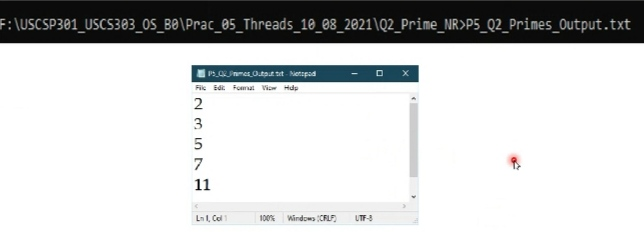 F:\USCSP301_USCS303_OS_B0\Prac_05_Threads_10_08_2021\Q2_Prime_NR>P5_Q2_Primes_Output.txt
P5_Q2_Primes_Output.txt - Notepad
File Edit Format View Help
2
3
5
7
11
Ln 1, Col 1 100% Windows (CRLF) UTF-8